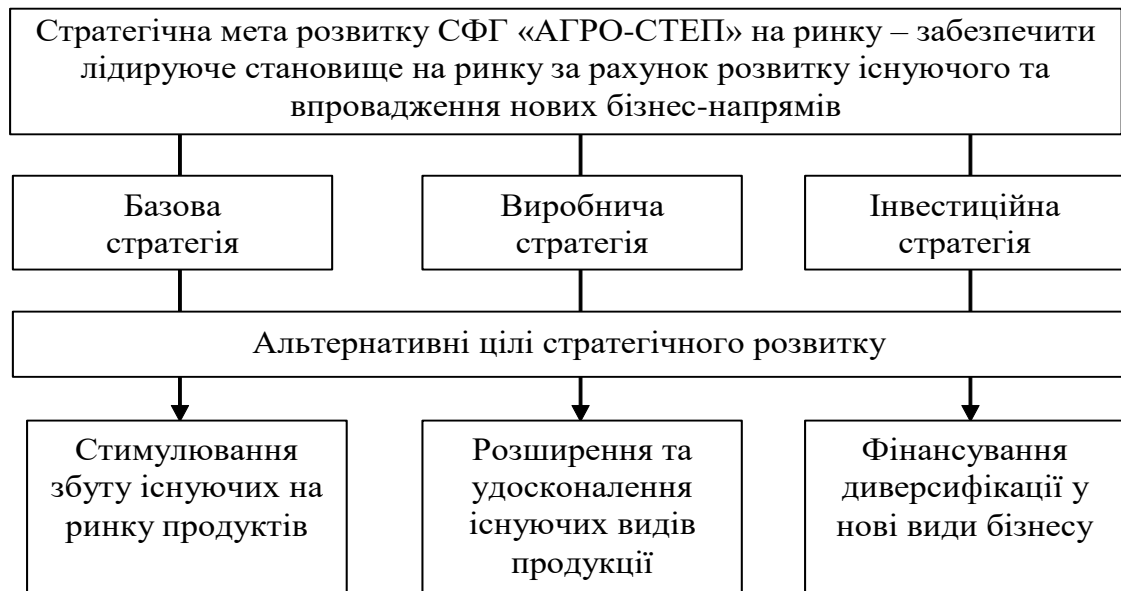 Стратегічна мета розвитку СФГ «АГРО-СТЕП» на ринку – забезпечити
лідируюче становище на ринку за рахунок розвитку існуючого та
впровадження нових бізнес-напрямів
Базова
стратегія
Виробнича
стратегія
Інвестиційна
стратегія
Альтернативні цілі стратегічного розвитку
Стимулювання
збуту існуючих на
ринку продуктів
Розширення та
удосконалення
існуючих видів
продукції
Фінансування
диверсифікації у
нові види бізнесу